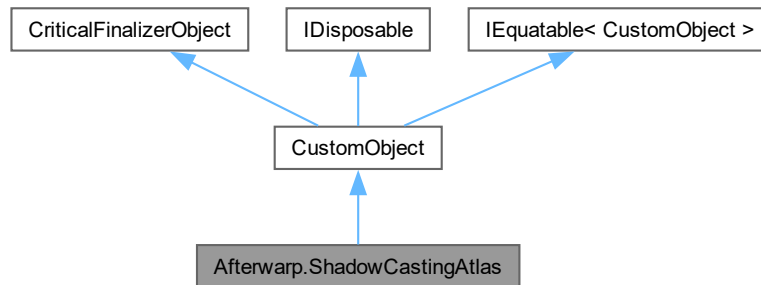 CriticalFinalizerObject
IDisposable
IEquatable< CustomObject >
CustomObject
Afterwarp.ShadowCastingAtlas